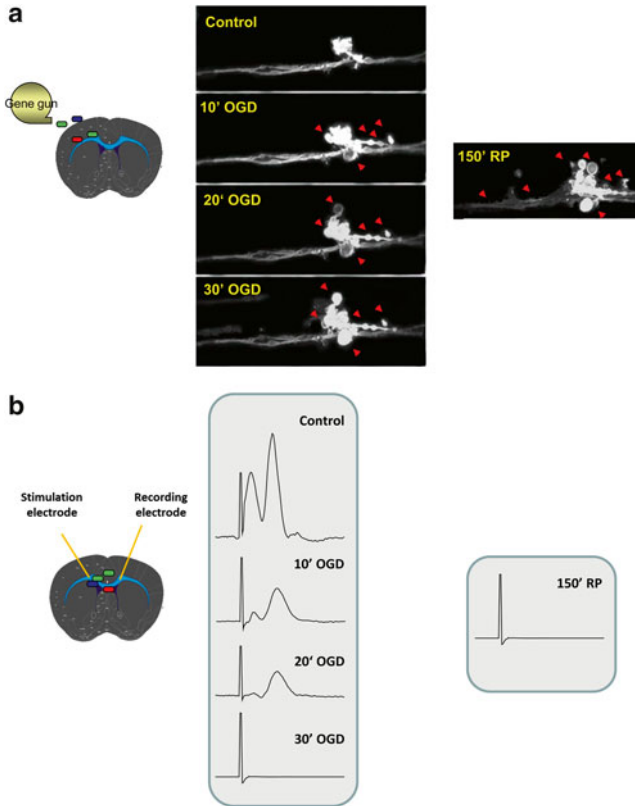 a
Gene gun
Control
10' OGD
20' OGD
30' OGD
150' RP
b
Stimulation
electrode
Recording
electrode
Control
10' OGD
20' OGD
30' OGD
150' RP